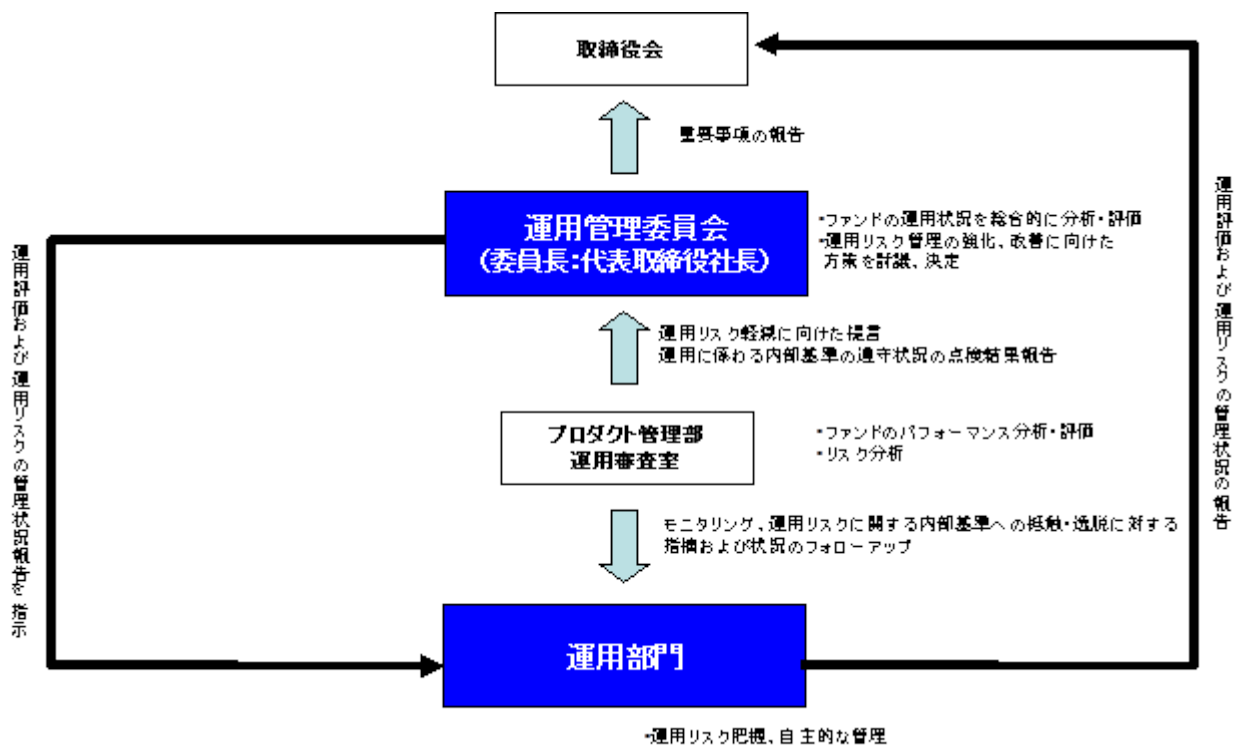 取締役会
重要事項の報告
運用管理委員会
（委員長：代表取締役社長）
・ファンドの運用状況を総合的に分析・評価
・運用リスク管理の強化、改善に向けた
方策を討議、決定
運用リスク軽減に向けた提言
運用に係わる内部基準の遵守状況の点検結果報告
プロダクト管理部
運用審査室
・ファンドのパフォーマンス分析・評価
・リスク分析
モニタリング、運用リスクに関する内部基準への抵触・逸脱に対する
指摘および状況のフォローアップ
運用部門
・運用リスク把握、自主的な管理
運用評価および運用リスクの管理状況報告を指示
運用評価および運用リスクの管理状況の報告